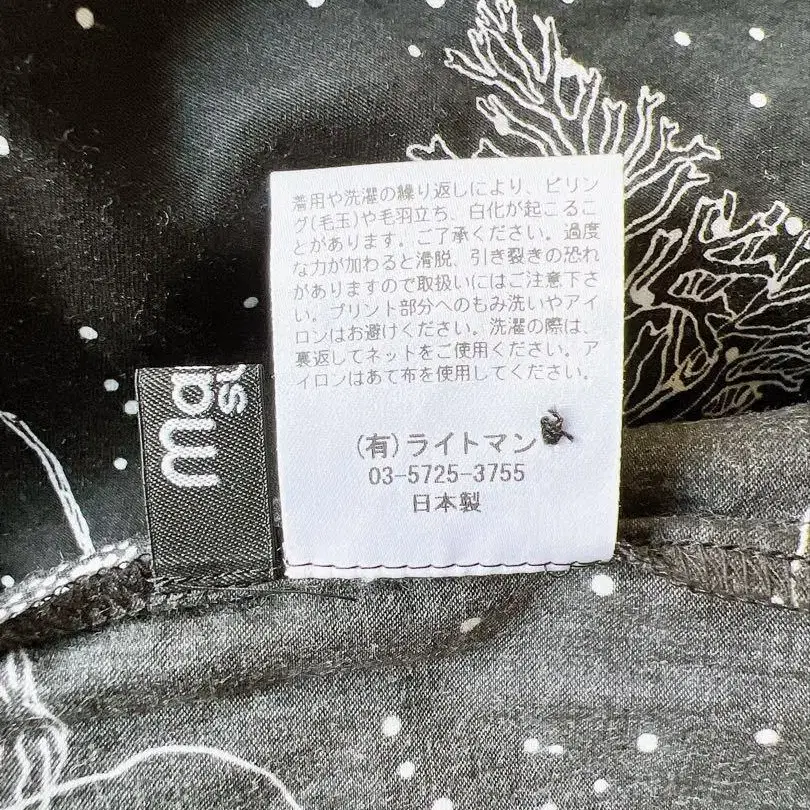 着用や洗濯の繰り返しにより、ピリン
グ(毛玉)や毛羽立ち、白化が起こるこ
とがあります。ご了承ください。過度
な力が加わると滑脱、引き裂きの恐れ
がありますので取扱いにはご注意下さ
い。プリント部分へのもみ洗いやアイ
ロンはお避けください。洗濯の際は、
裏返してネットをご使用ください。ア
イロンはあて布を使用してください。
(有)ライトマン
03-5725-3755
日本製